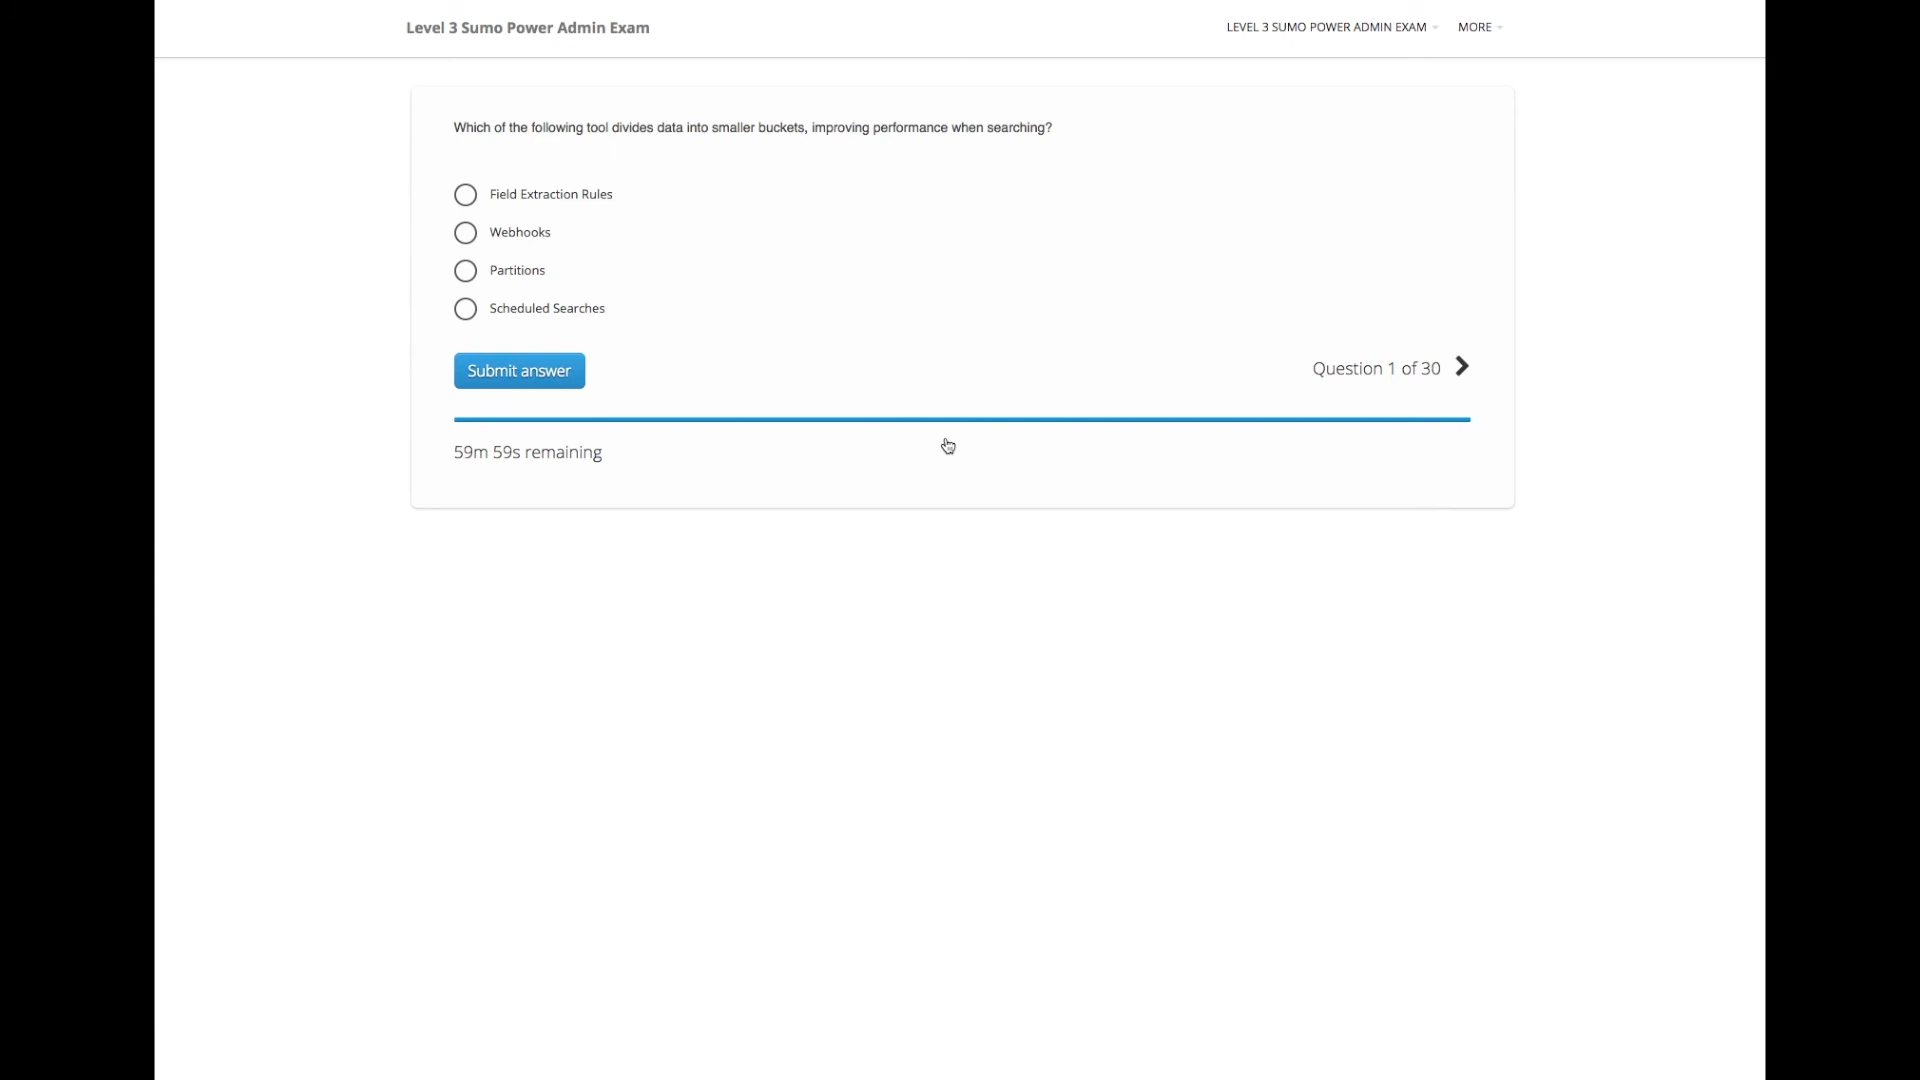 Level 3 Sumo Power Admin Exam
LEVEL 3 SUMO POWER ADMIN EXAM MORE
Which of the following tool divides data into smaller buckets, improving performance when searching?
Field Extraction Rules
Webhooks
Partitions
Scheduled Searches
Submit answer
Question 1 of 30
59m 59s remaining